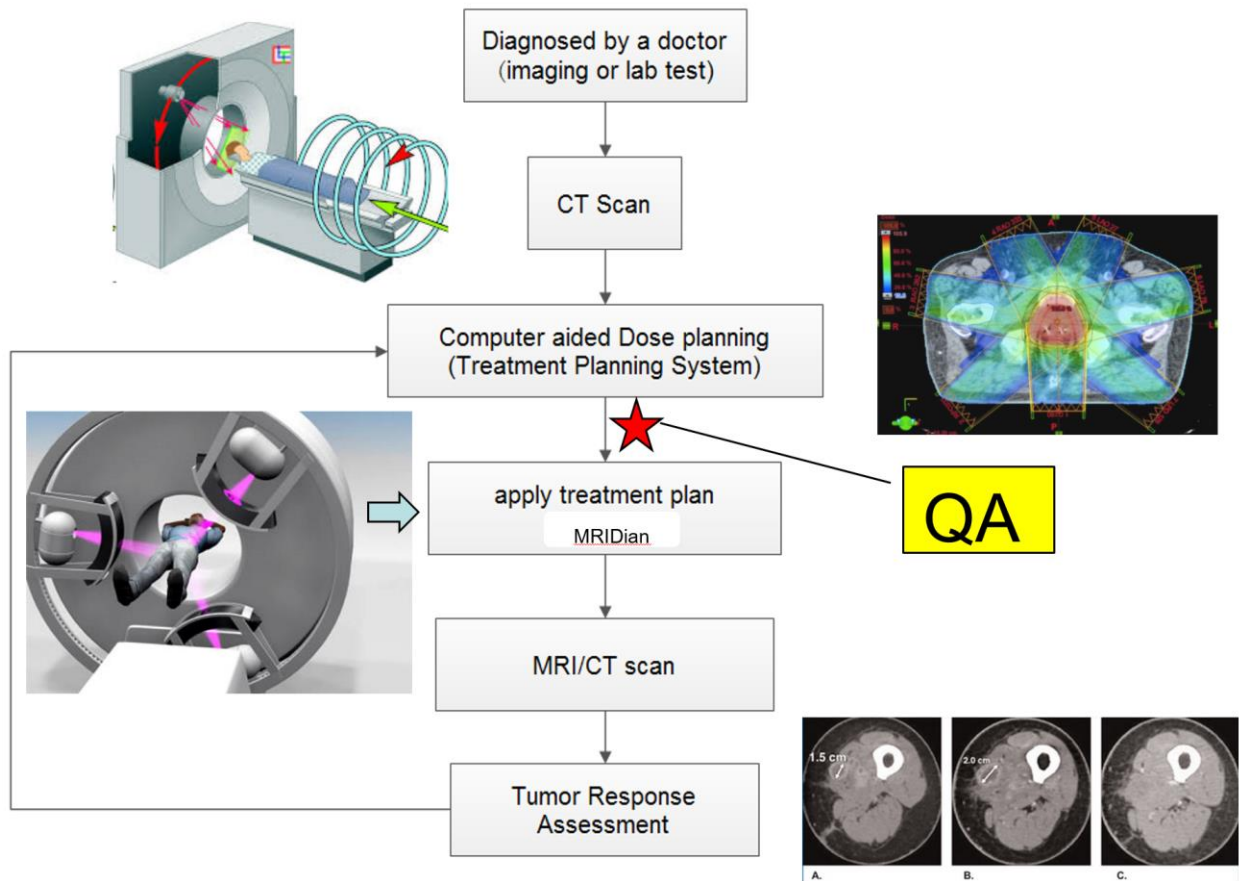 Diagnosed by a doctor
(imaging or lab test)
CT Scan
Computer aided Dose planning
(Treatment Planning System)
QA
apply treatment plan
MRIDian
MRI/CT scan
Tumor Response
Assessment
A
R
L
P
1.5 cm
2.0 cm
A.
B.
C.